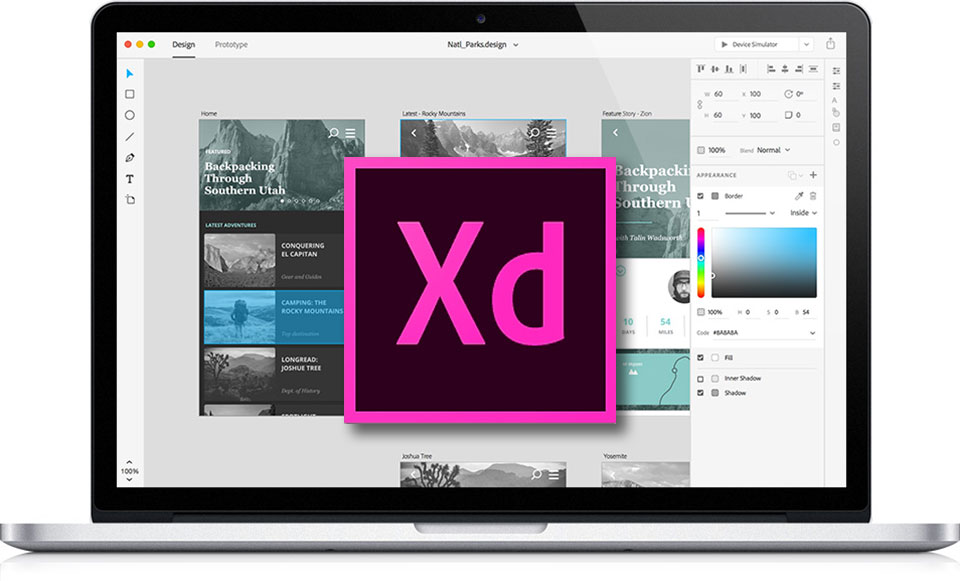 Design
Prototype
Natl_Parks.design
Device Simulator
Home
Latest - Rocky Mountains
Feature Story - Zion
FEATURED
Backpacking
Through
Southern Utah
LATEST ADVENTURES
CONQUERING
EL CAPITAN
Gear and Guides
CAMPING: THE
ROCKY MOUNTAINS
Top destination
LONGREAD:
JOSHUA TREE
Dept. of History
Xd
Backpacking
Through
Southern U
with Talin Wadsworth
10
DAYS
54
MILES
Joshua Tree
Yosemite
100%
W 60 X 100 0°
H 60 Y 100 0
100% Blend Normal
APPEARANCE
Border
1 Inside
100% H 0 S 0 B 54
Code #8A8A8A
Fill
Inner Shadow
Shadow